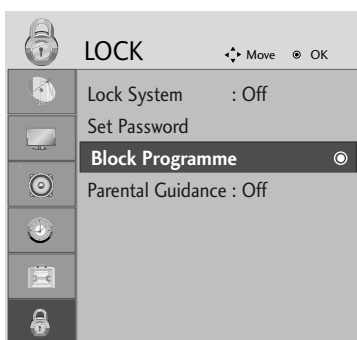 LOCK Move OK
Lock System : Off
Set Password
Block Programme
Parental Guidance : Off